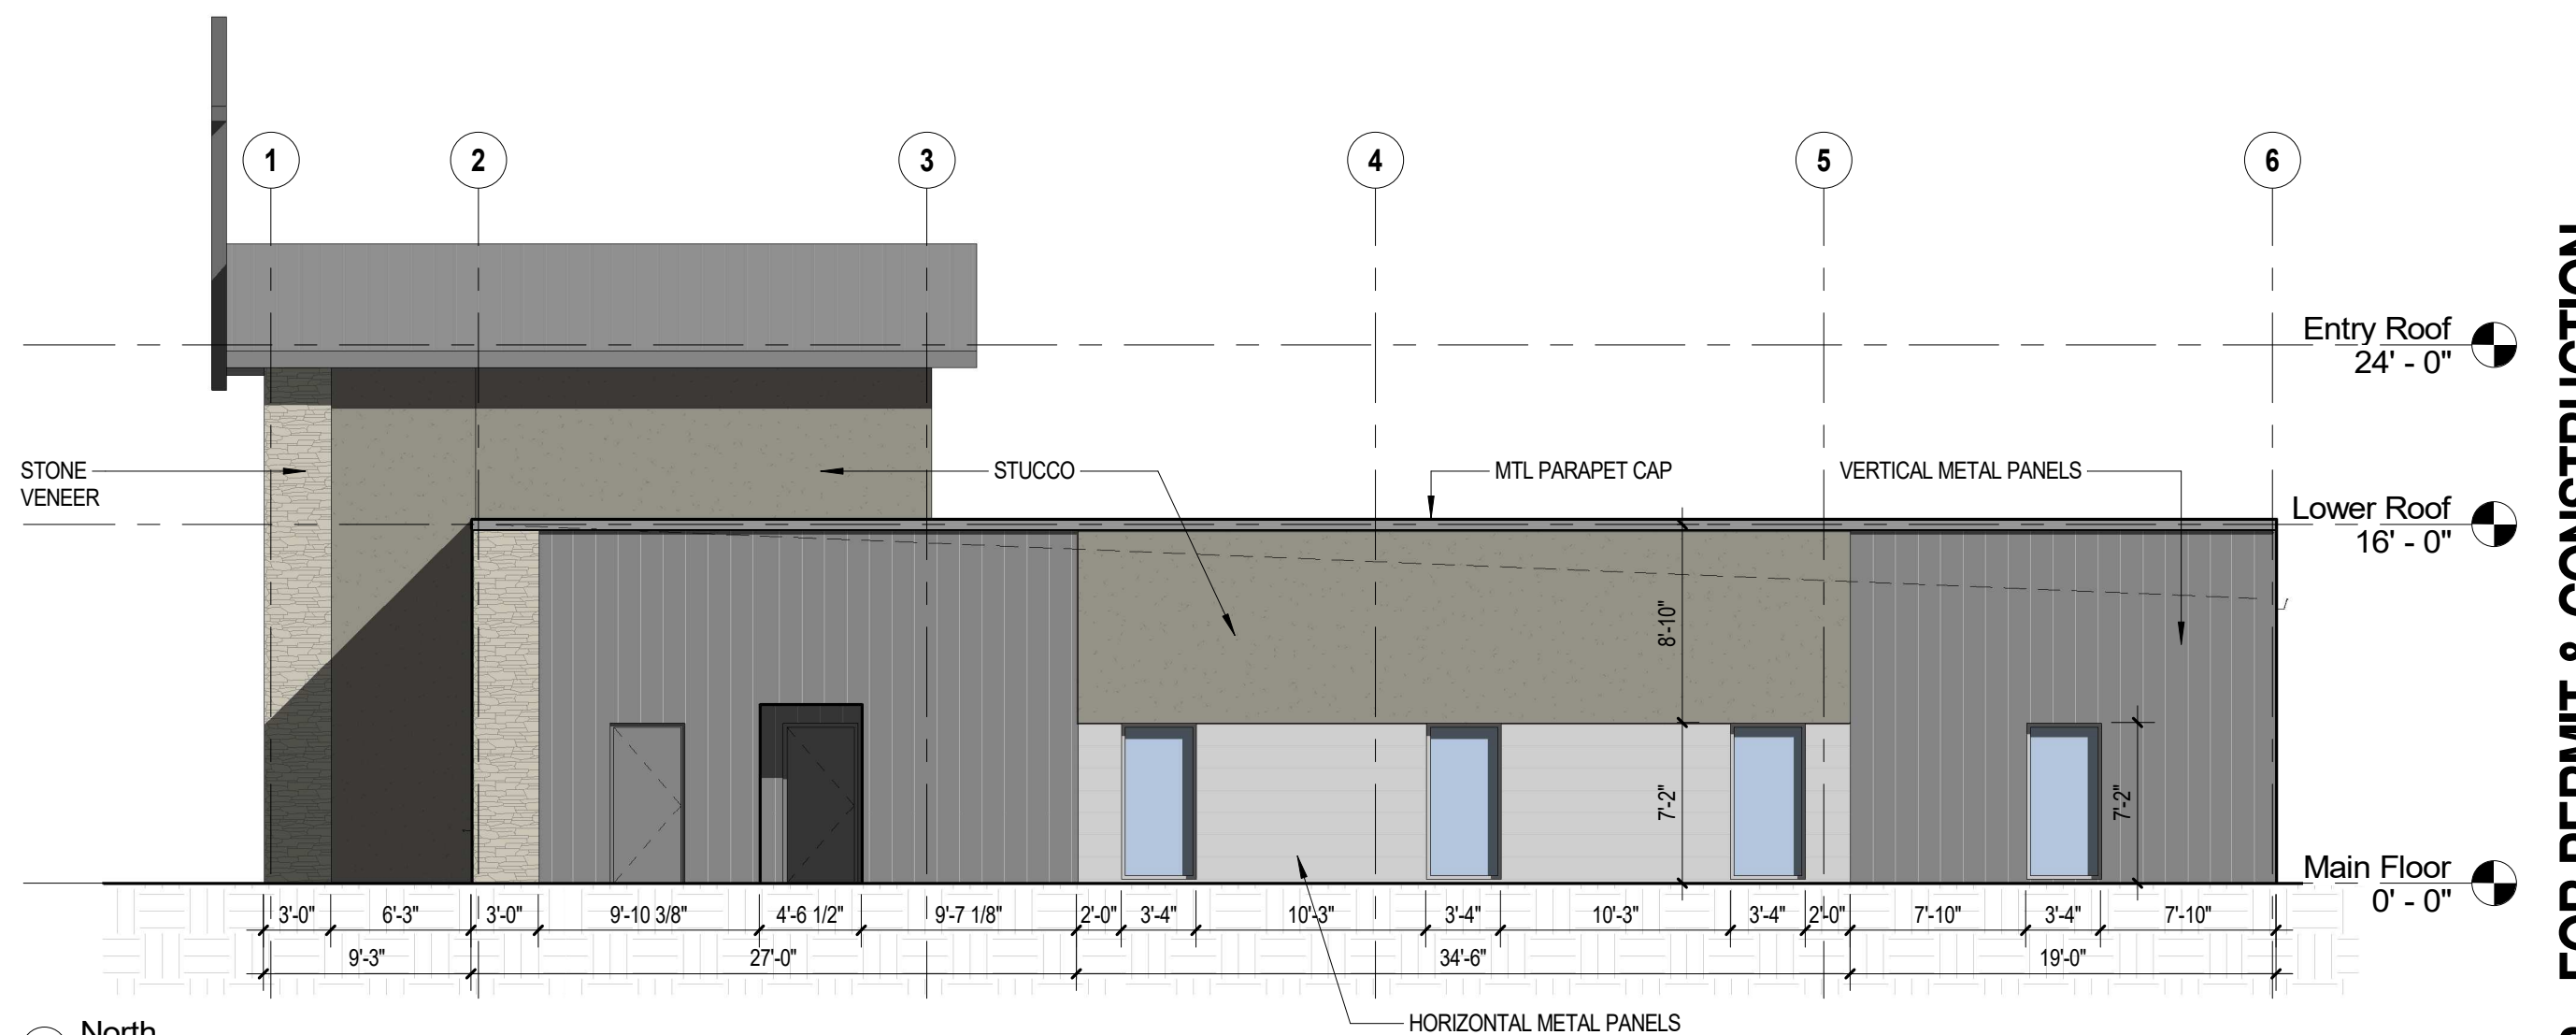 1
2
3
4
5
6
Entry Roof
24' - 0"
STONE
VENEER
STUCCO
MTL PARAPET CAP
VERTICAL METAL PANELS
Lower Roof
16' - 0"
8'-10"
7'-2"
7'-2"
Main Floor
0' - 0"
3'-0"
6'-3"
3'-0"
9'-10 3/8"
4'-6 1/2"
9'-7 1/8"
2'-0"
3'-4"
10'-3"
3'-4"
10'-3"
3'-4"
2'-0"
7'-10"
3'-4"
7'-10"
9'-3"
27'-0"
34'-6"
19'-0"
HORIZONTAL METAL PANELS
North
FOR PERMIT & CONSTRUCTION